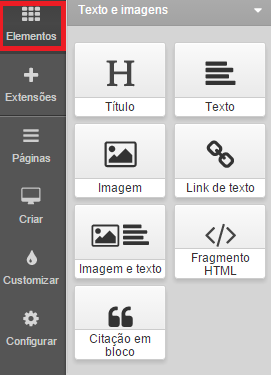 Elementos
Extensões
Páginas
Criar
Customizar
Configurar
Texto e imagens
Título
Texto
Imagem
Link de texto
Imagem e texto
Fragmento
HTML
Citação em
bloco